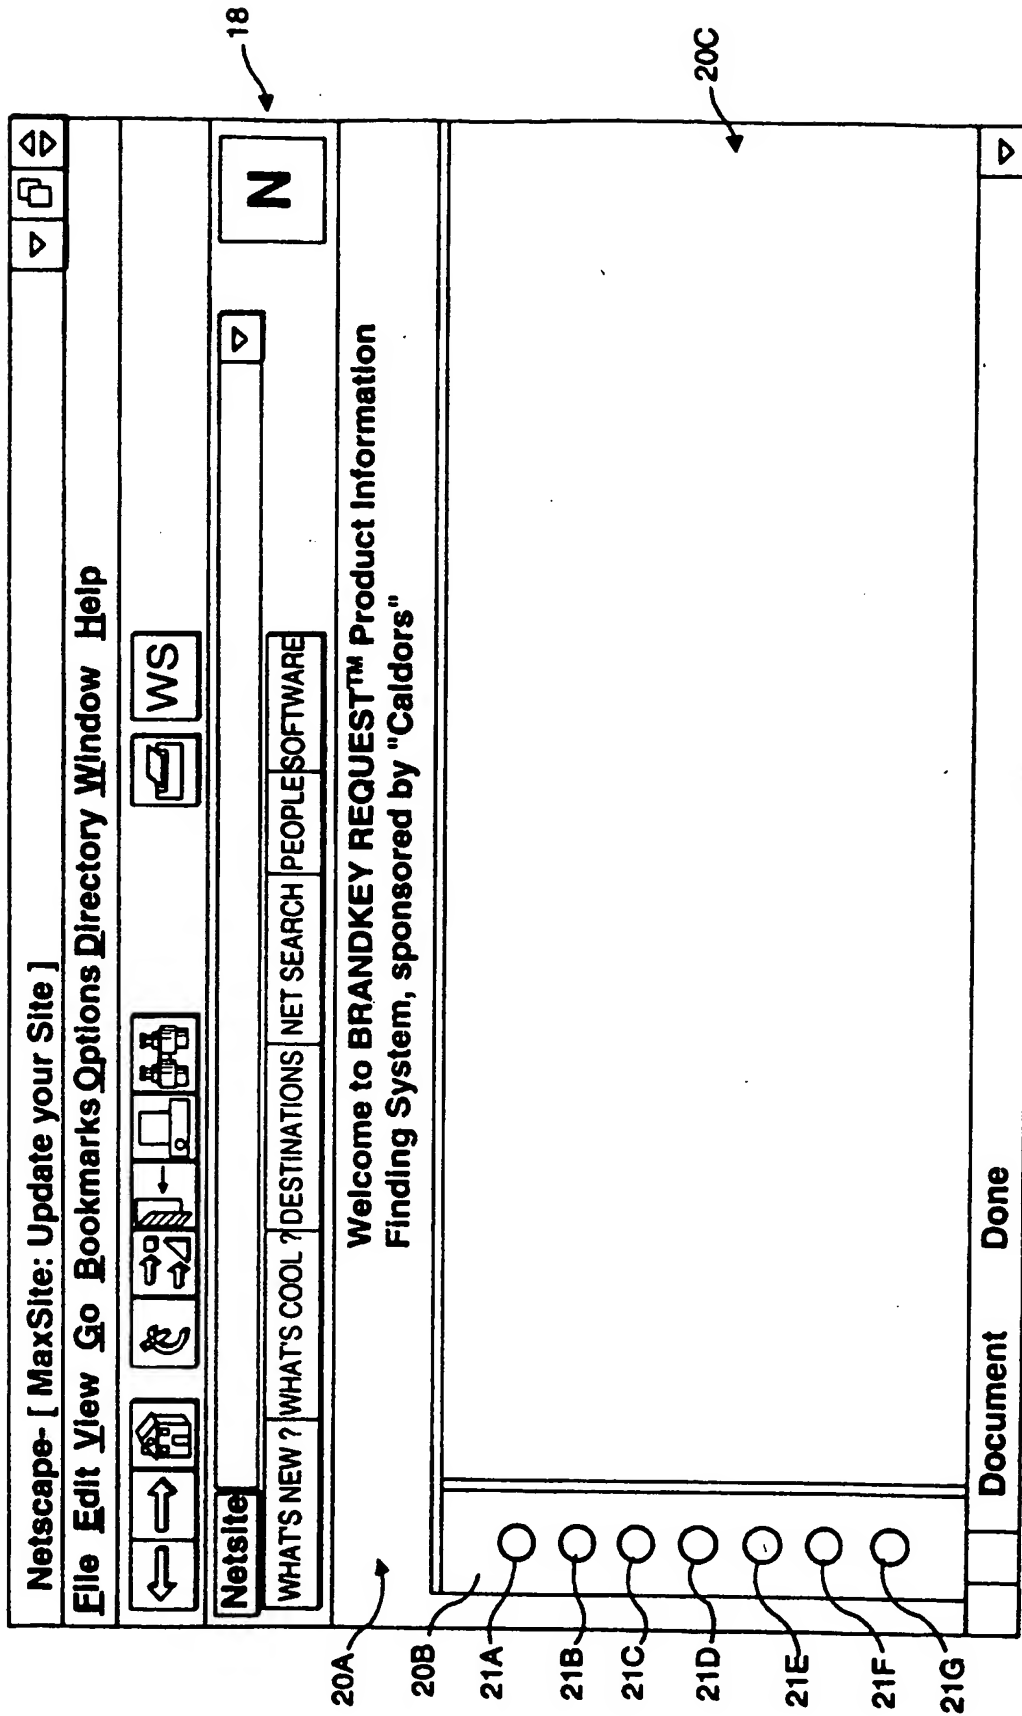 Netscape- [ MaxSite: Update your Site ]
File Edit View Go Bookmarks Options Directory Window Help
WS
Netsite
N
18
WHAT'S NEW ? WHAT'S COOL ? DESTINATIONS NET SEARCH PEOPLE SOFTWARE
Welcome to BRANDKEY REQUEST™ Product Information
Finding System, sponsored by "Caldors"
20A
20B
20C
21A
21B
21C
21D
21E
21F
21G
Document Done